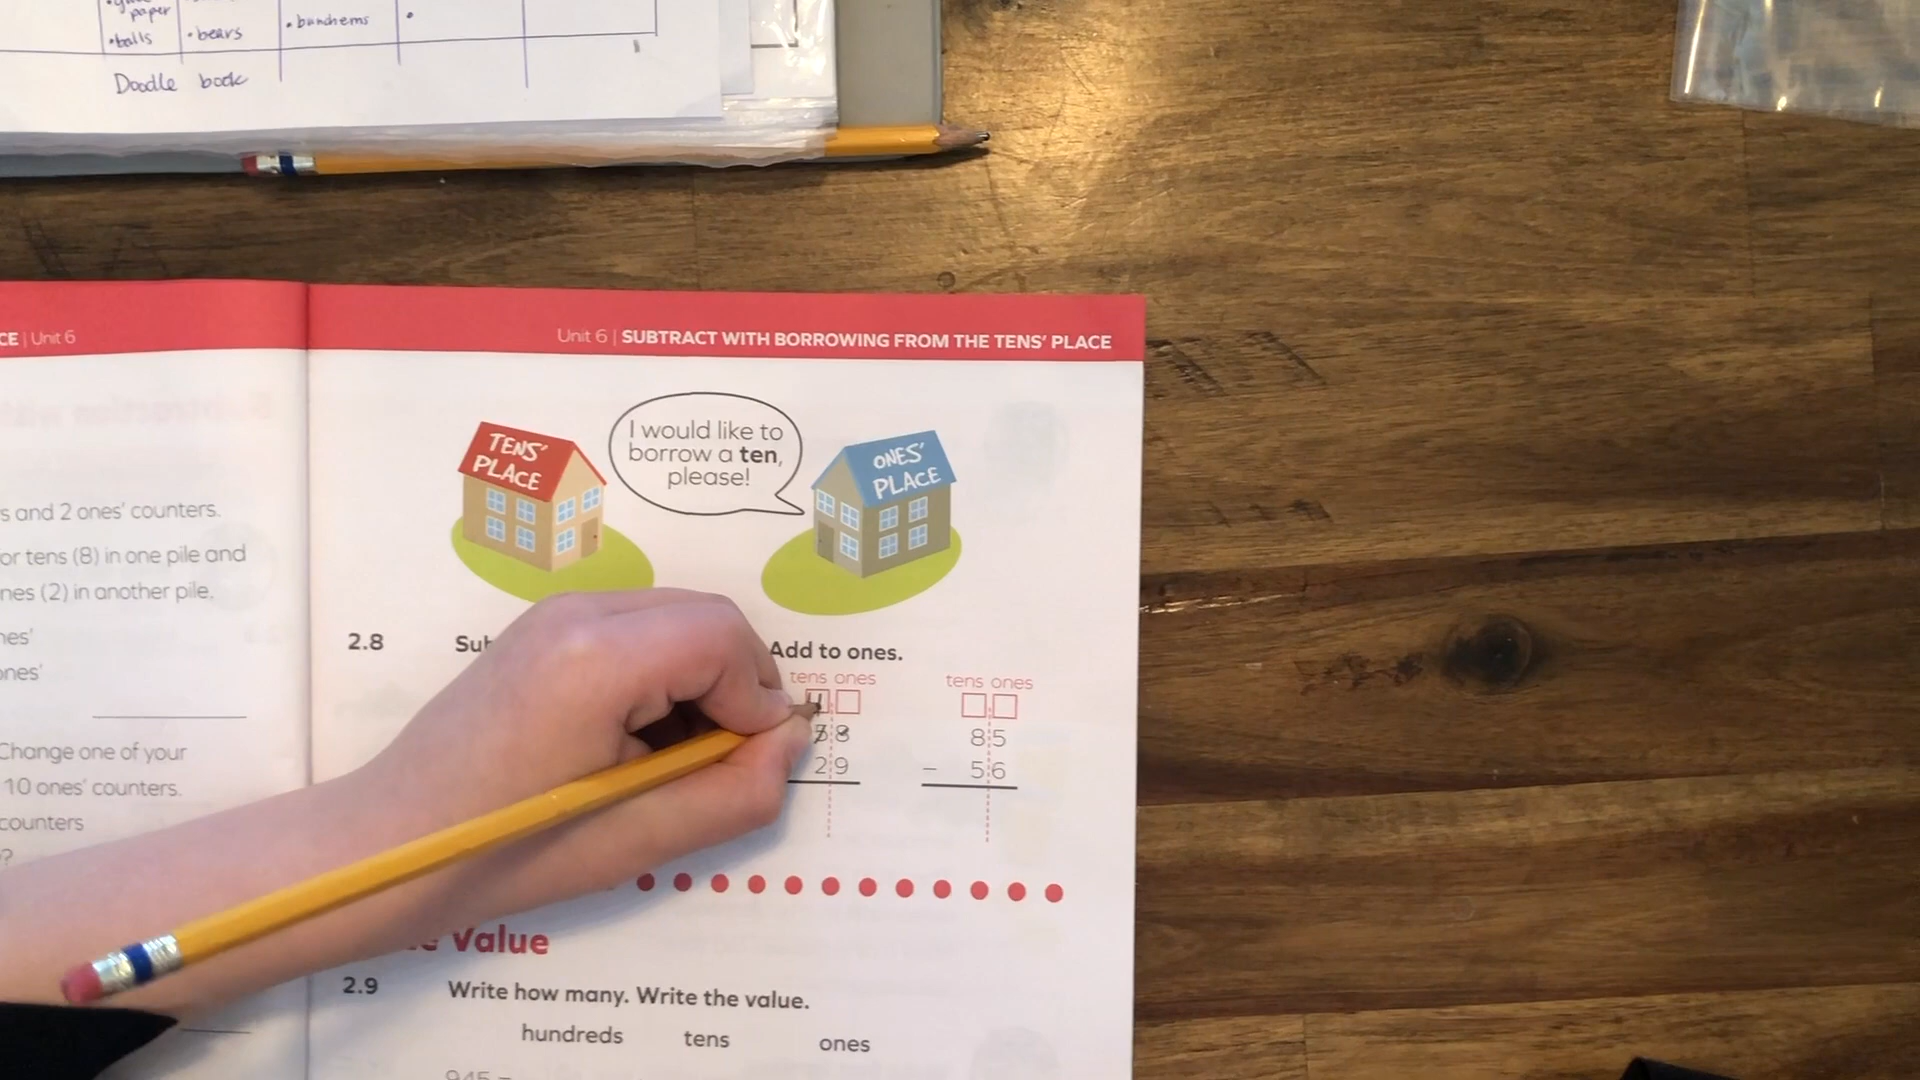 paper
•balls
•bears
•bunchems
Doodle book
CE | Unit 6
Unit 6 | SUBTRACT WITH BORROWING FROM THE TENS' PLACE
TENS'
PLACE
I would like to
borrow a ten,
please!
ONES'
PLACE
s and 2 ones' counters.
or tens (8) in one pile and
nes (2) in another pile.
nes'
ones'
Change one of your
10 ones' counters.
counters
?
2.8
Add to ones.
tens ones
4
58
29
tens ones
85
– 56
Value
2.9 Write how many. Write the value.
hundreds tens ones